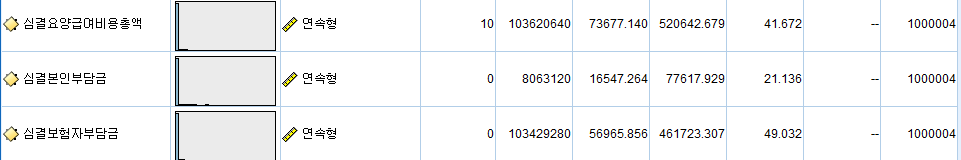 심결요양급여비용총액 연속형 10 103620640 73677.140 520642.679 41.672 -- 1000004
심결본인부담금 연속형 0 8063120 16547.264 77617.929 21.136 -- 1000004
심결보험자부담금 연속형 0 103429280 56965.856 461723.307 49.032 -- 1000004